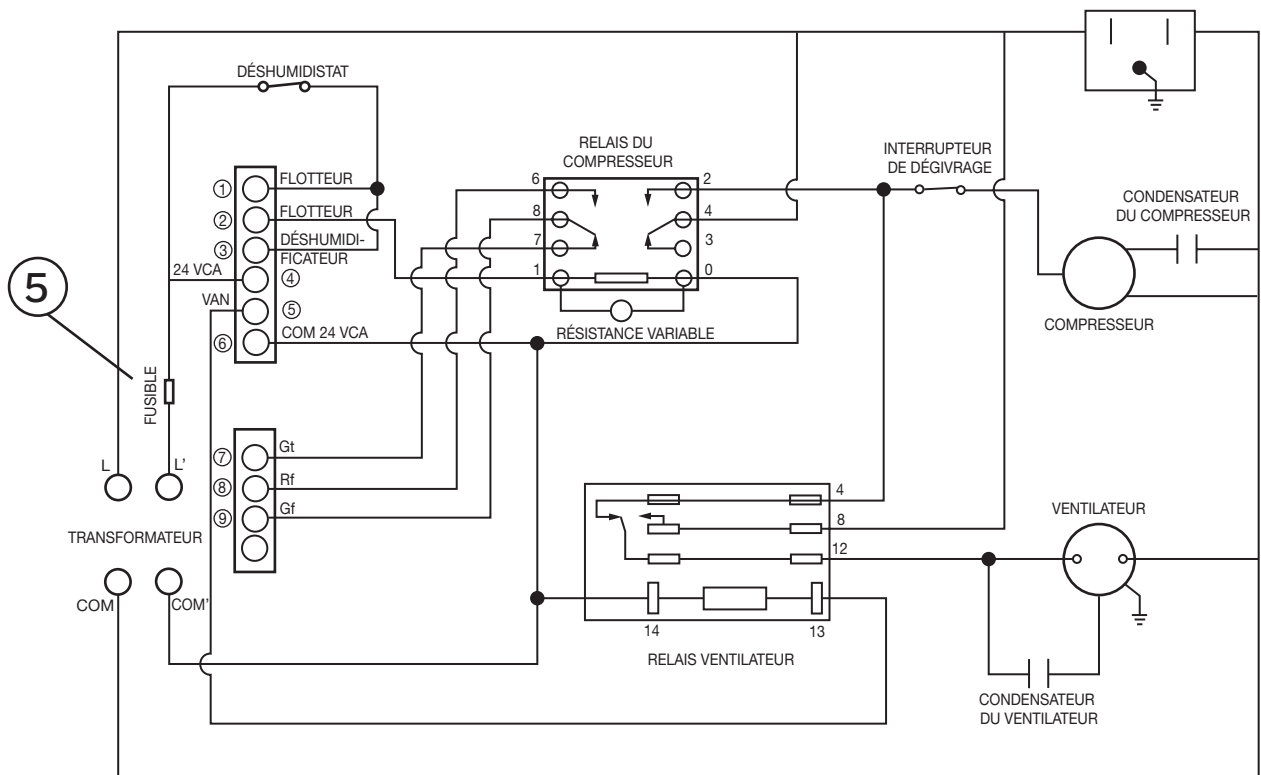 DÉSHUMIDISTAT
RELAIS DU
COMPRESSEUR
INTERRUPTEUR
DE DÉGIVRAGE
CONDENSATEUR
DU COMPRESSEUR
1 FLOTTEUR
2 FLOTTEUR
3 DÉSHUMIDI-
FICATEUR
24 VCA 4
VAN 5
6 COM 24 VCA
6
8
7
1
2
4
3
0
RÉSISTANCE VARIABLE
COMPRESSEUR
5
FUSIBLE
L
L'
7 Gt
8 Rf
9 Gf
TRANSFORMATEUR
COM
COM'
4
8
12
14
13
RELAIS VENTILATEUR
VENTILATEUR
CONDENSATEUR
DU VENTILATEUR